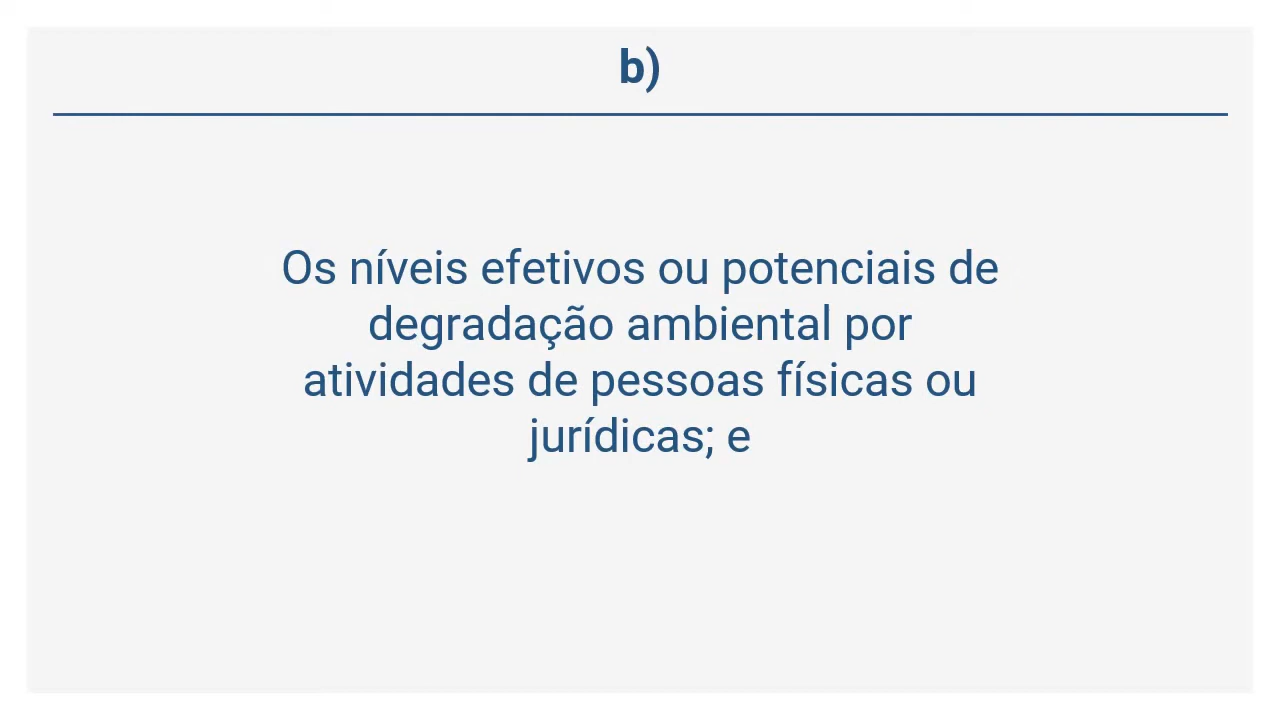 b)
Os níveis efetivos ou potenciais de
degradação ambiental por
atividades de pessoas físicas ou
jurídicas; e